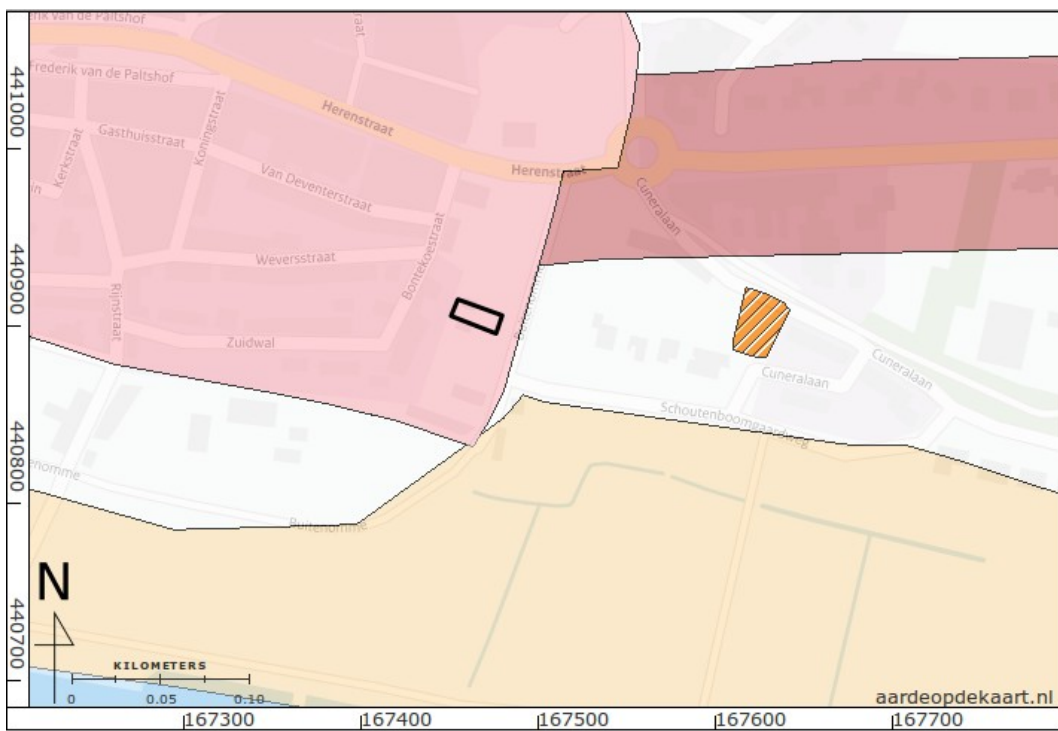 rik van de Paltshof
Frederik van de Paltshof
Herenstraat
Gasthuisstraat
Koningstraat
Kerkstraat
Van Deventerstraat
Herenstraat
Cuneralaan
Weversstraat
Bontekoestraat
Rijnstraat
Zuidwal
Cuneralaan
Cuneralaan
Schoutenboomgaardweg
enomme
Buitenomme
441000
440900
440800
440700
N
KILOMETERS
0 0.05 0.10
aardeopdekaart.nl
167300 167400 167500 167600 167700